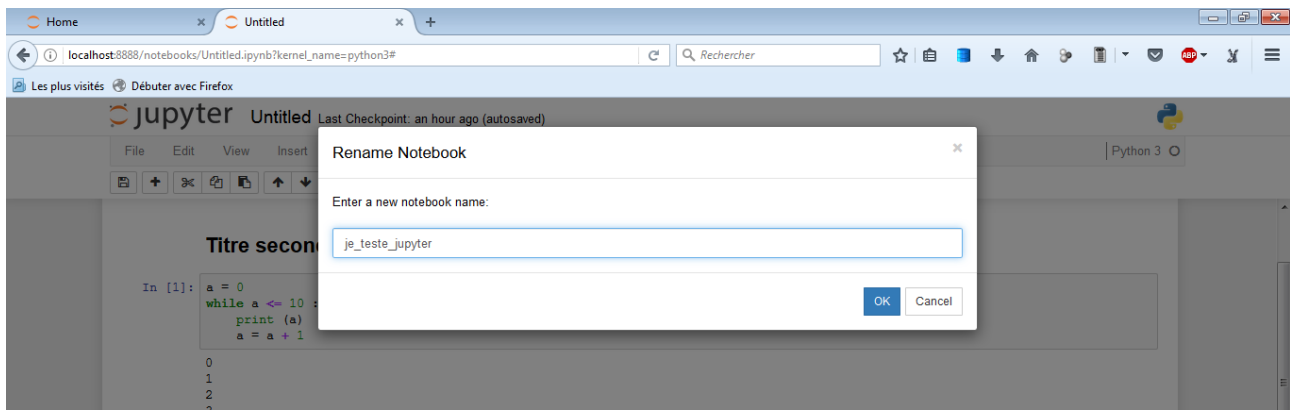 Home
Untitled
localhost:8888/notebooks/Untitled.ipynb?kernel_name=python3#
Rechercher
ABP
Les plus visités
Débuter avec Firefox
jupyter Untitled Last Checkpoint: an hour ago (autosaved)
File Edit View Insert
Python 3
Rename Notebook
Enter a new notebook name:
je_teste_jupyter
OK Cancel
Titre secon
In [1]: a = 0
while a <= 10 :
print (a)
a = a + 1
0
1
2